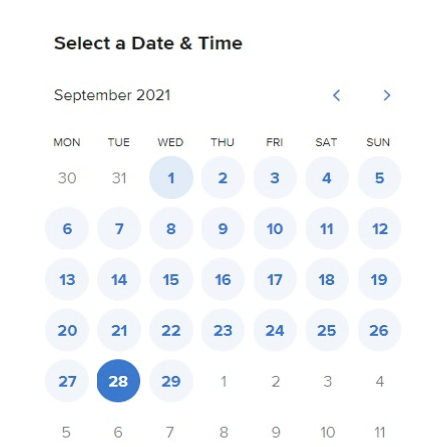 Select a Date & Time
September 2021
MON TUE WED THU FRI SAT SUN
30 31 1 2 3 4 5
6 7 8 9 10 11 12
13 14 15 16 17 18 19
20 21 22 23 24 25 26
27 28 29 1 2 3 4
5 6 7 8 9 10 11